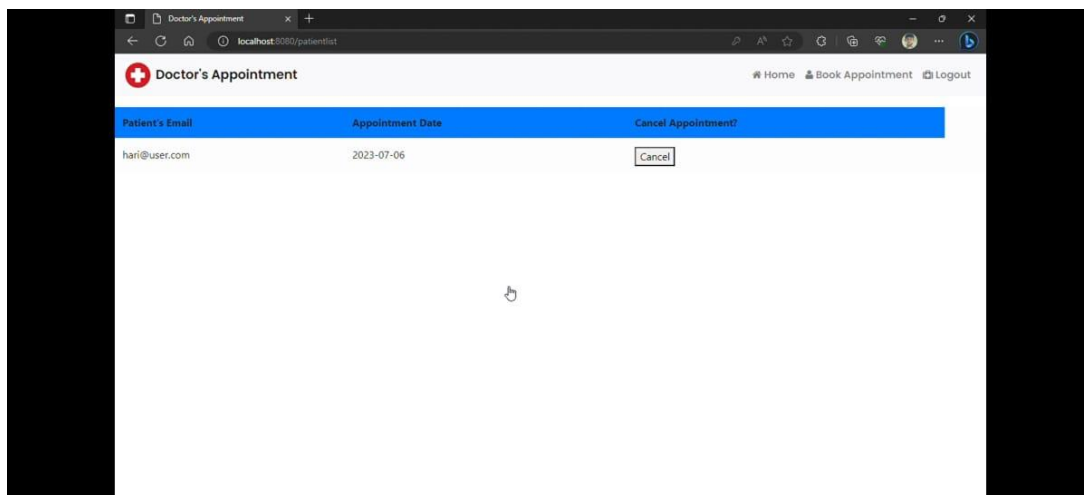 Doctor's Appointment
localhost:8080/patientlist
Doctor's Appointment
Home Book Appointment Logout
Patient's Email Appointment Date Cancel Appointment?
hari@user.com 2023-07-06 Cancel